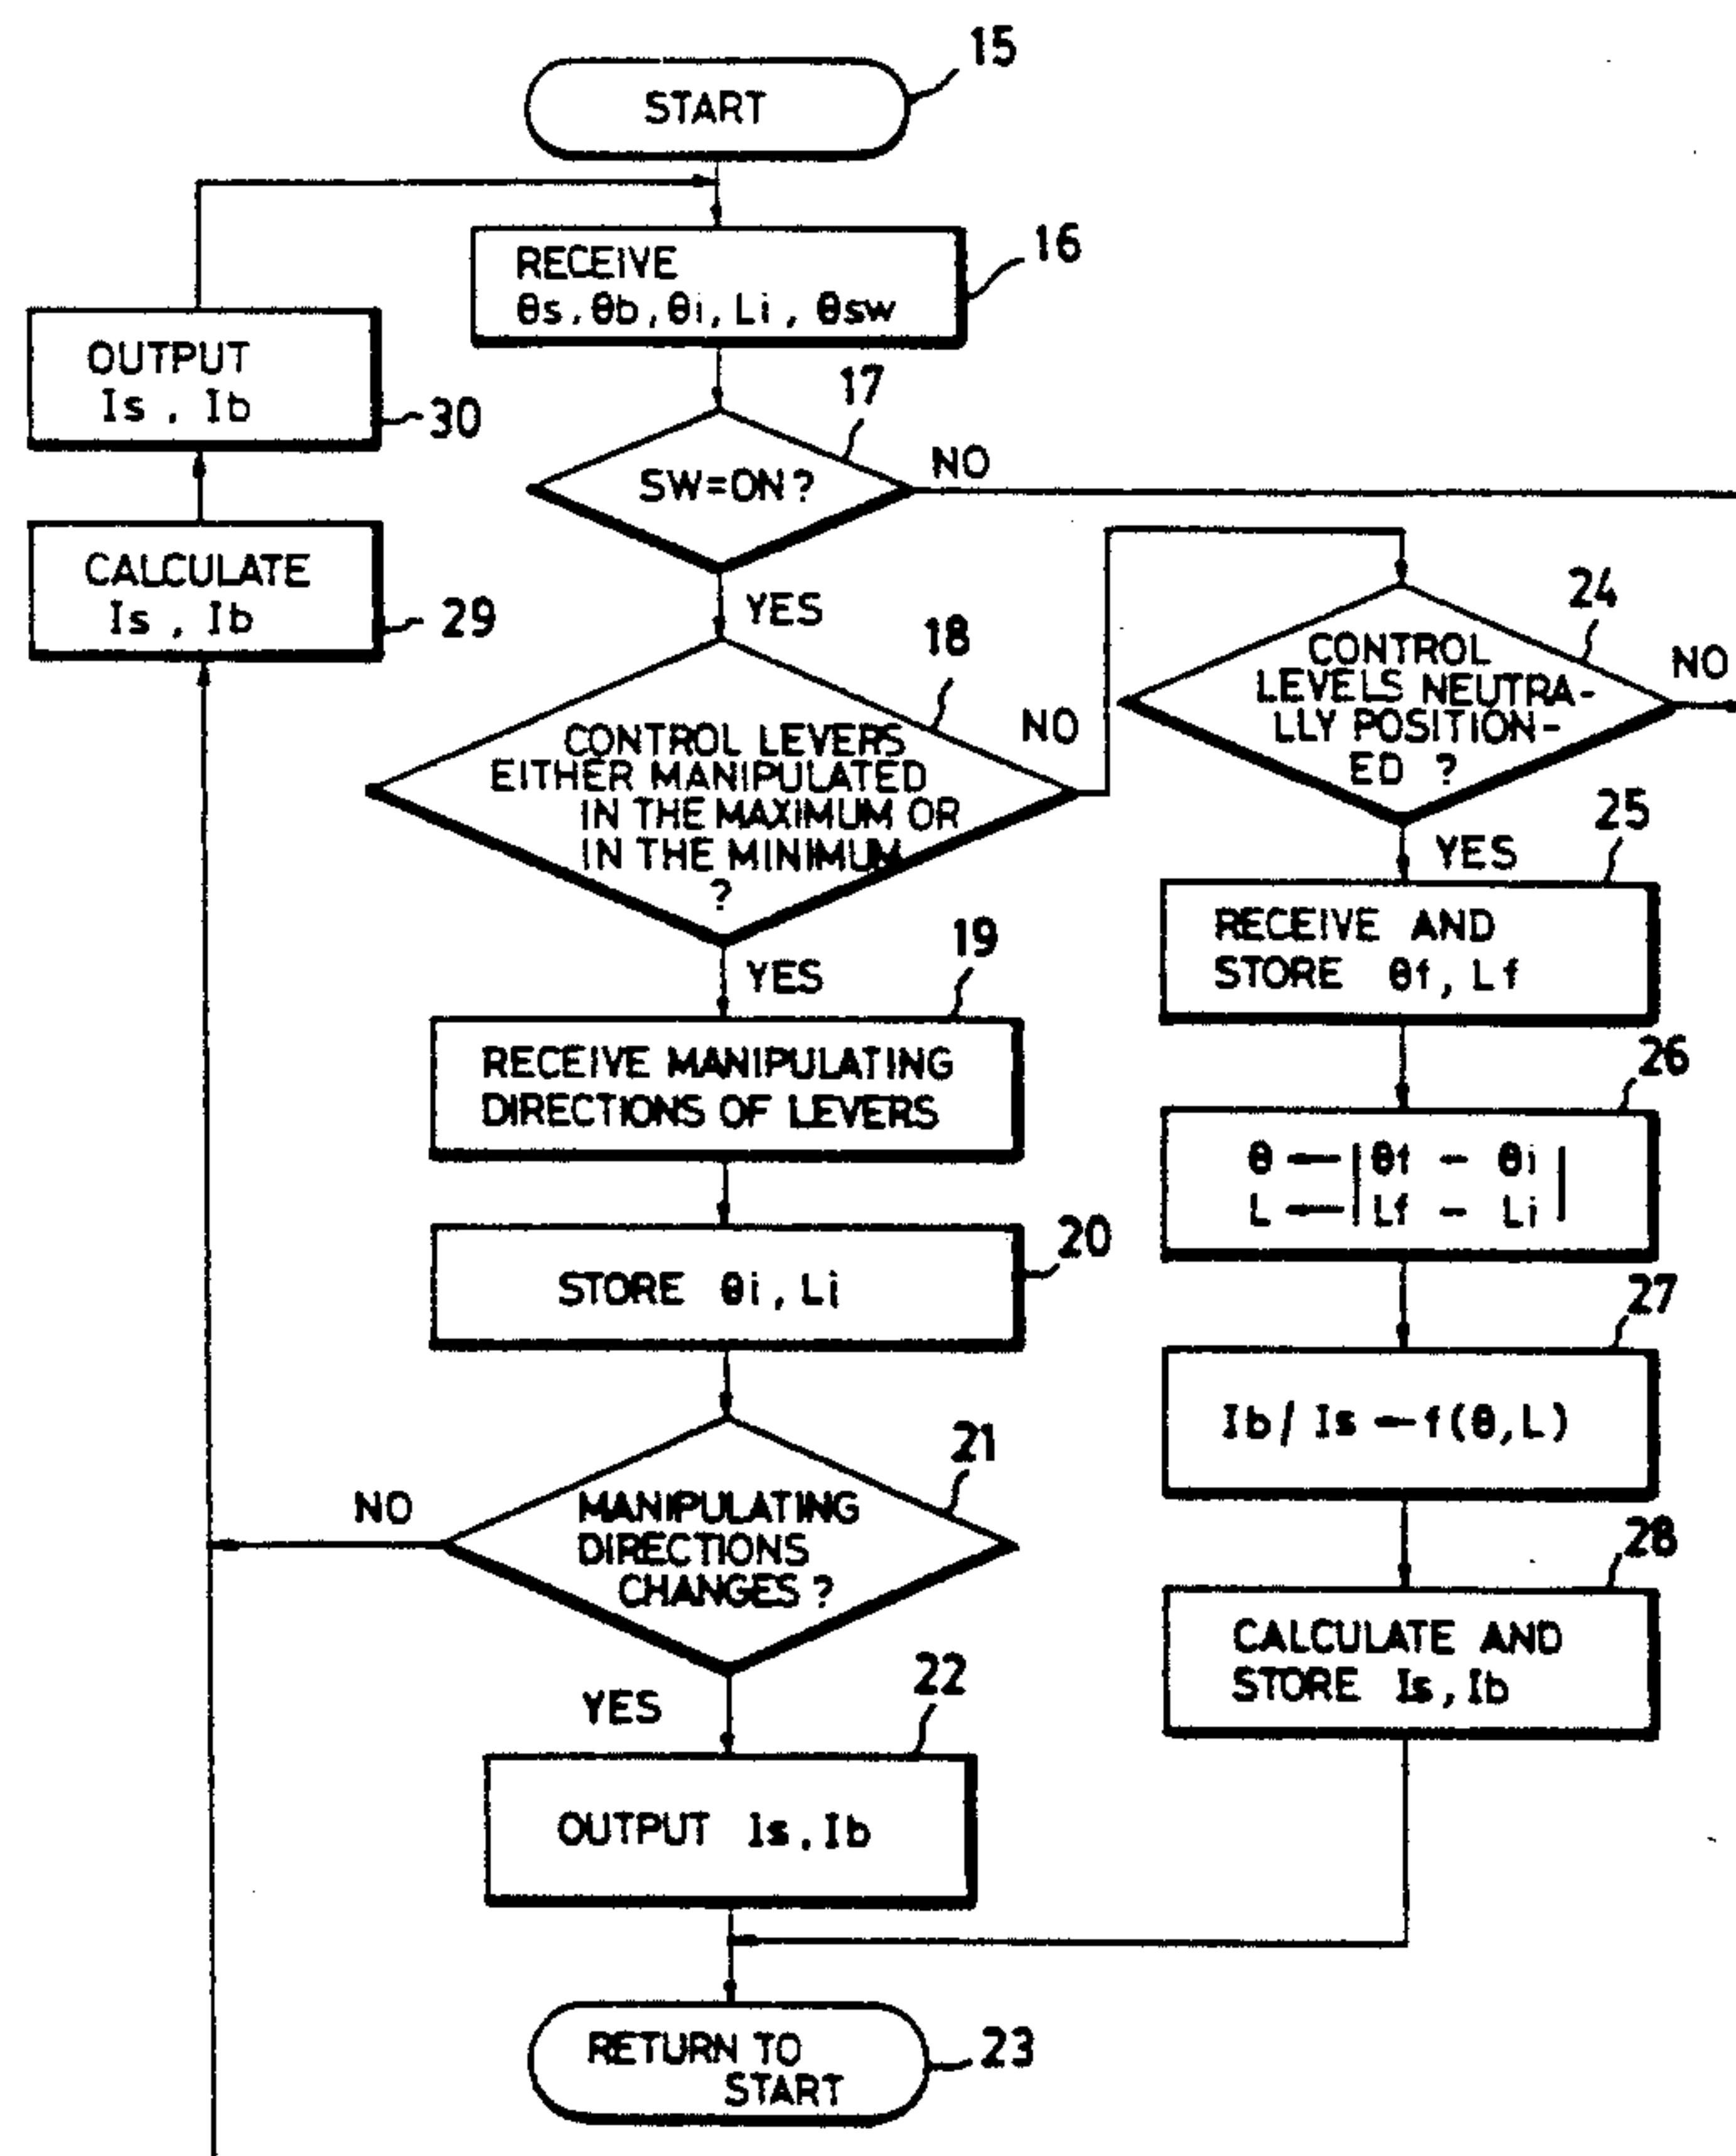 START
15
RECEIVE
θs, θb, θi, Li, θsw
16
OUTPUT
Is, Ib
30
17
SW=ON?
NO
YES
CALCULATE
Is, Ib
29
18
CONTROL LEVERS
EITHER MANIPULATED
IN THE MAXIMUM OR
IN THE MINIMUM
?
NO
YES
24
CONTROL
LEVELS NEUTRA-
LLY POSITION-
ED ?
NO
YES
25
RECEIVE AND
STORE θf, Lf
19
RECEIVE MANIPULATING
DIRECTIONS OF LEVERS
26
θ ← |θf - θi|
L ← |Lf - Li|
20
STORE θi, Li
27
Ib/Is ← f(θ,L)
21
MANIPULATING
DIRECTIONS
CHANGES ?
NO
YES
28
CALCULATE AND
STORE Is, Ib
22
OUTPUT Is, Ib
RETURN TO
START
23